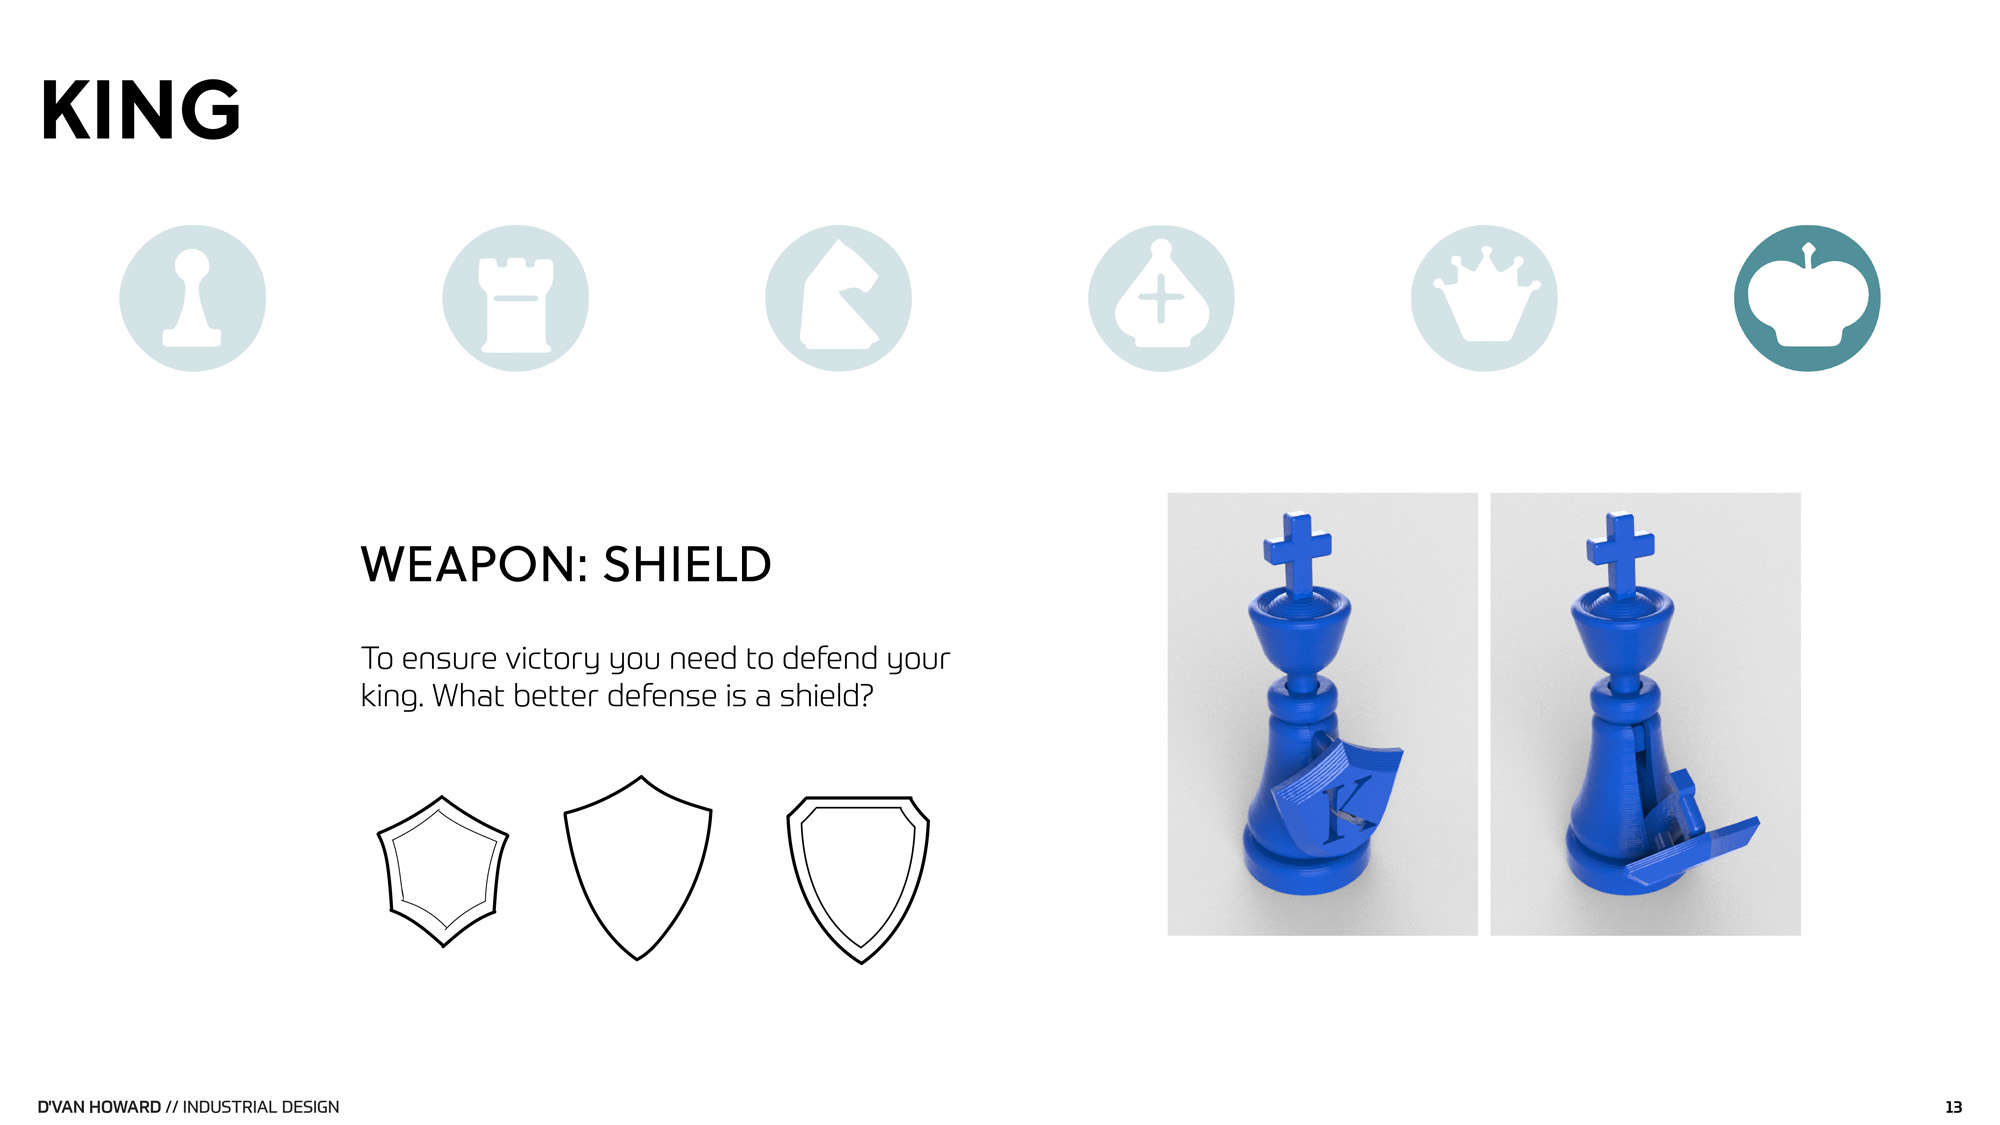 KING
WEAPON: SHIELD
To ensure victory you need to defend your
king. What better defense is a shield?
K
D'VAN HOWARD // INDUSTRIAL DESIGN
13